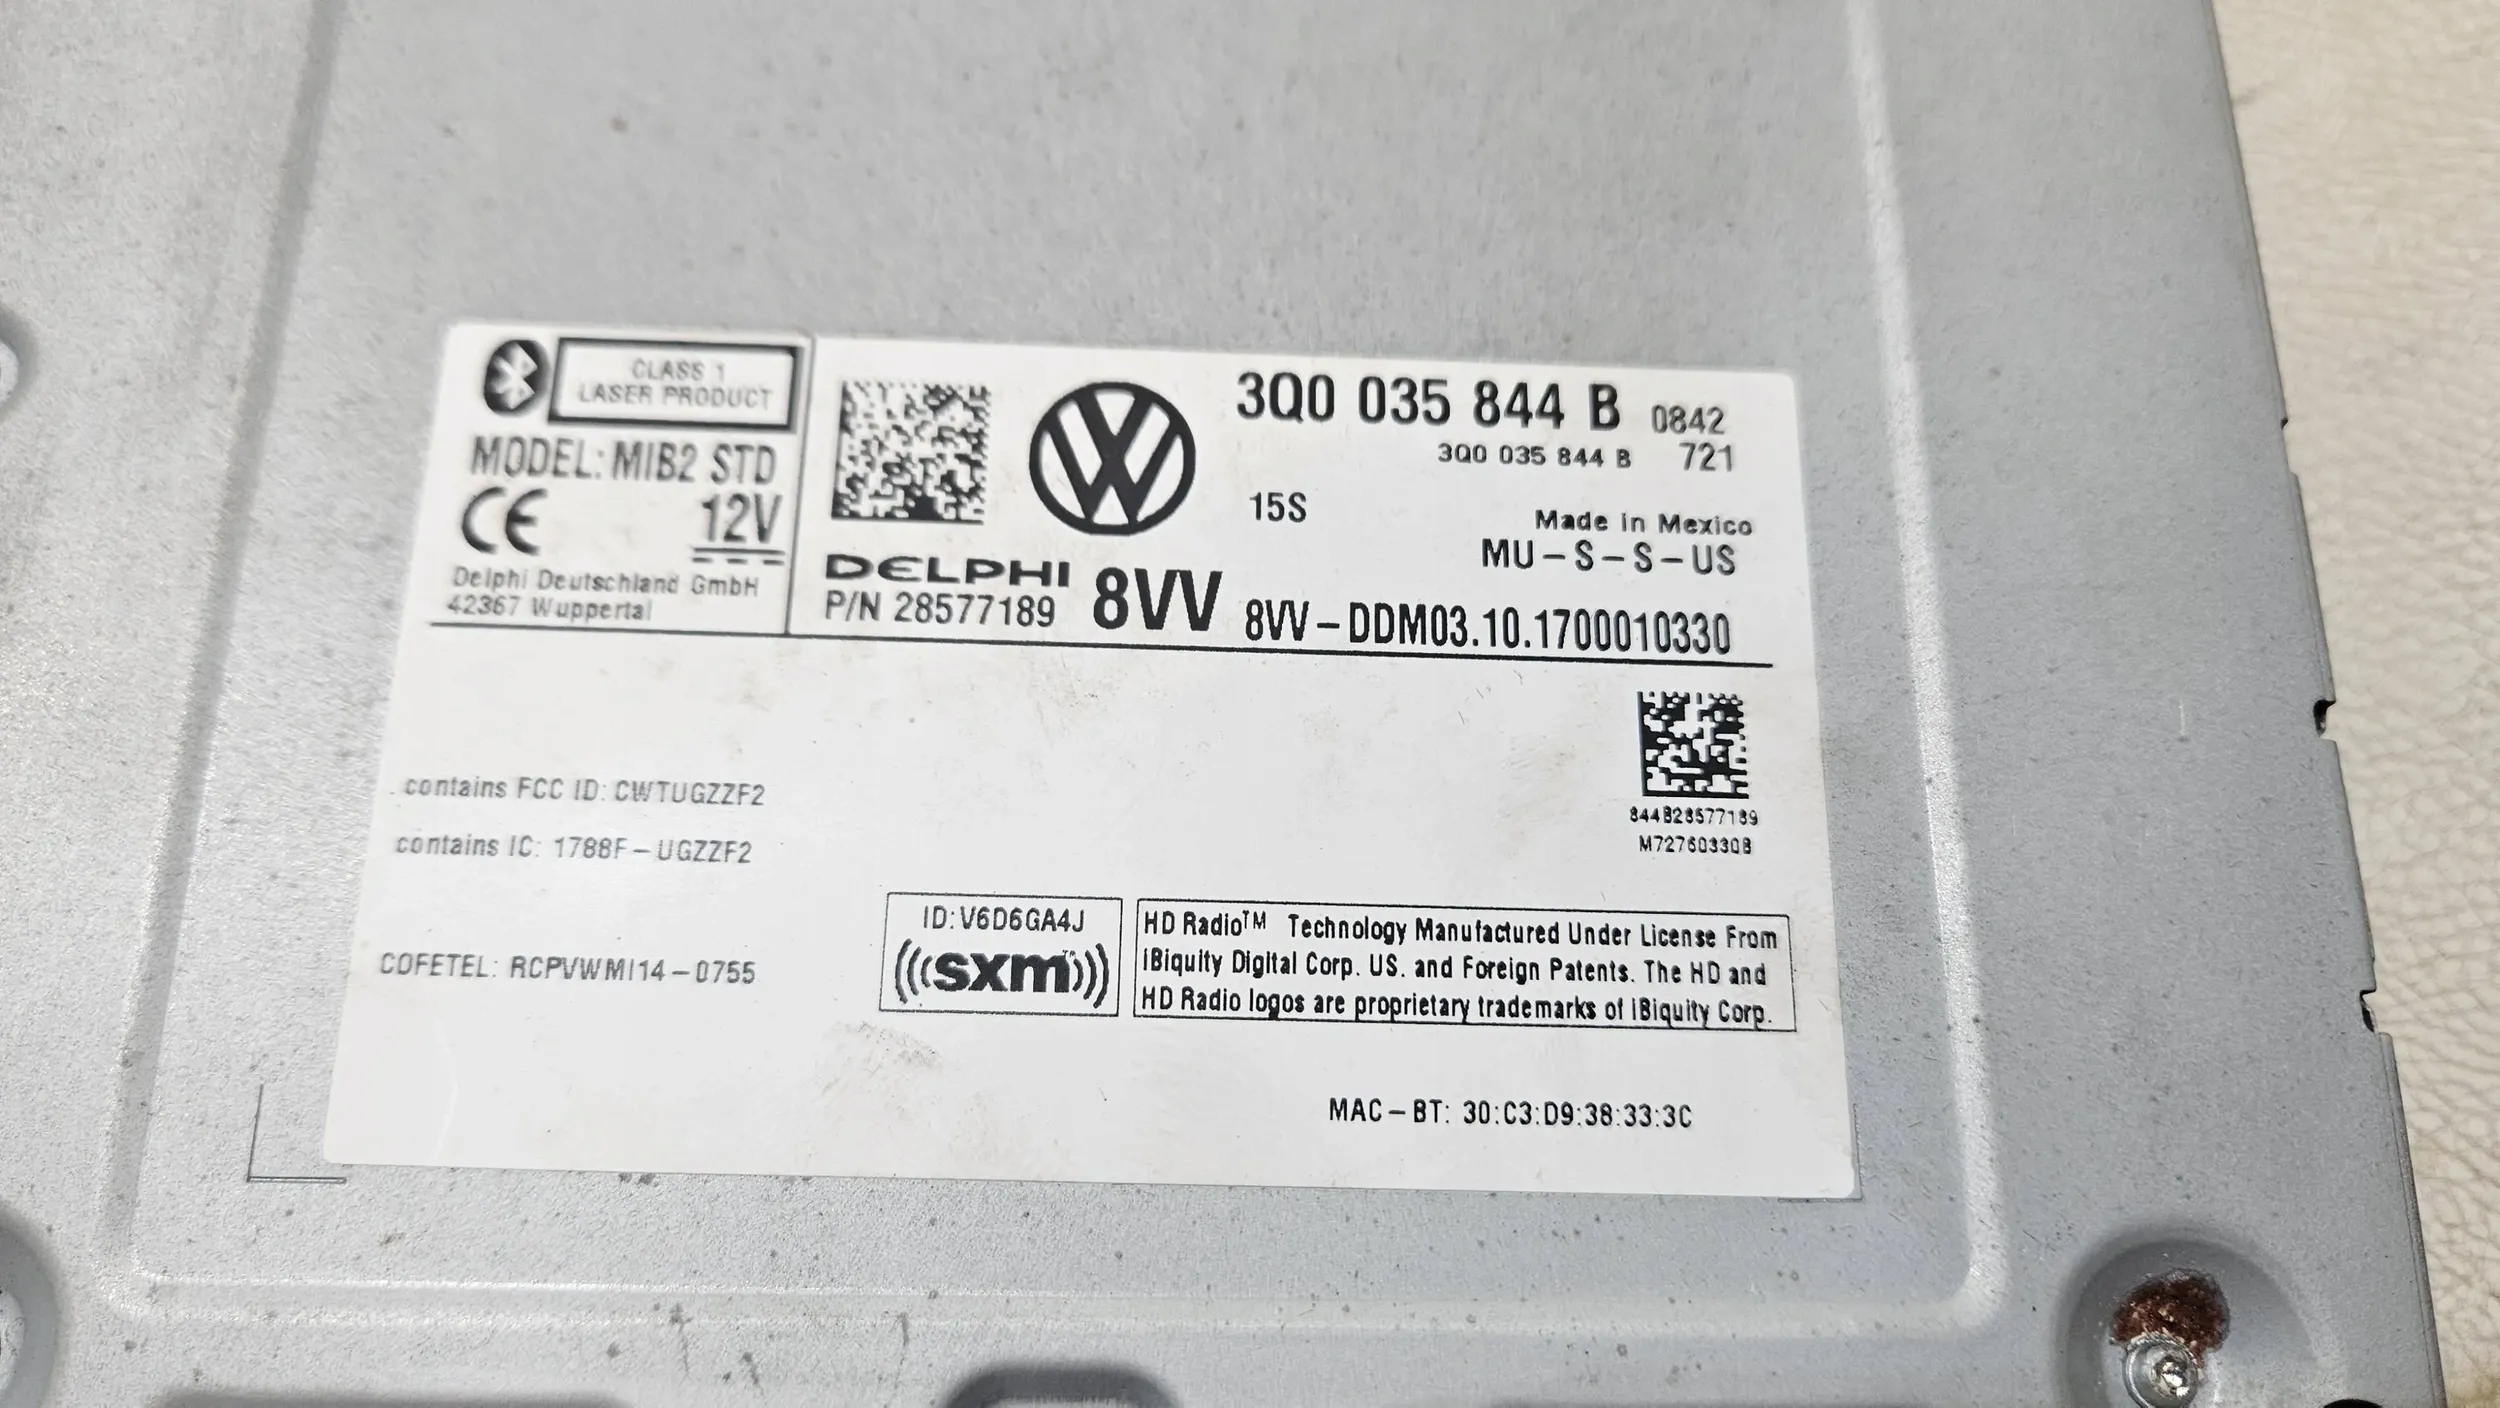 CLASS 1
LASER PRODUCT
MODEL: MIB2 STD
CE 12V
Delphi Deutschland GmbH
42367 Wuppertal
3Q0 035 844 B 0842
3Q0 035 844 B 721
15S
Made in Mexico
MU-S-S-US
DELPHI
P/N 28577189
8VV 8VV-DDM03.10.1700010330
844B28577189
M72760330B
contains FCC ID: CWTUGZZF2
contains IC: 1788F-UGZZF2
COFETEL: RCPVWMI14-0755
ID:V6D6GA4J
(((SXM)))
HD Radio™ Technology Manufactured Under License From
iBiquity Digital Corp. US. and Foreign Patents. The HD and
HD Radio logos are proprietary trademarks of iBiquity Corp.
MAC-BT: 30:C3:D9:38:33:3C